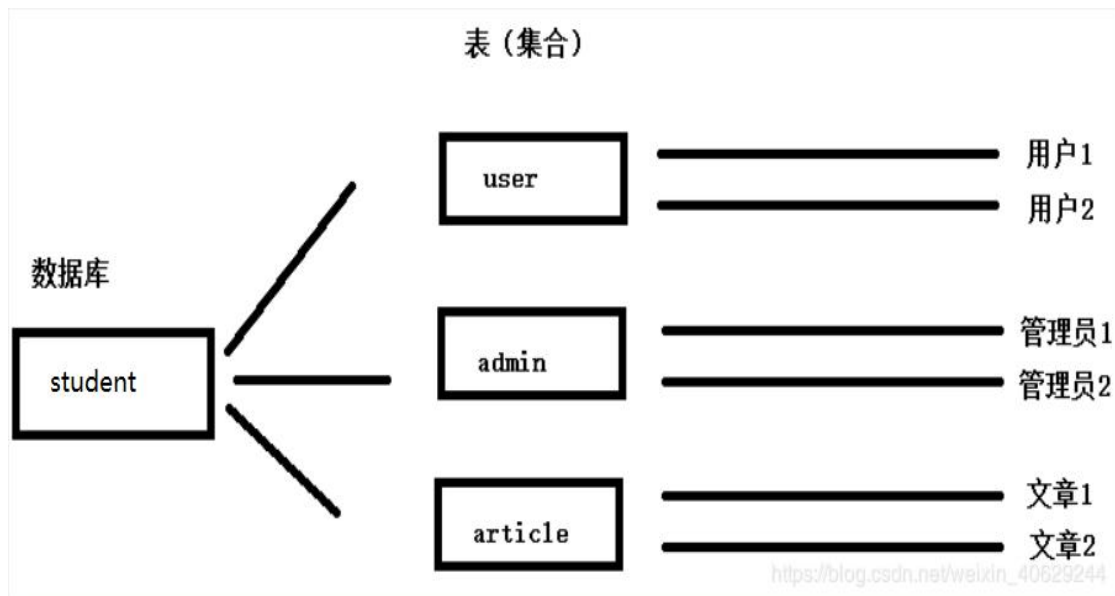 表（集合）
user
用户1
用户2
数据库
student
admin
管理员1
管理员2
article
文章1
文章2
https://blog.csdn.net/weixin_40629244